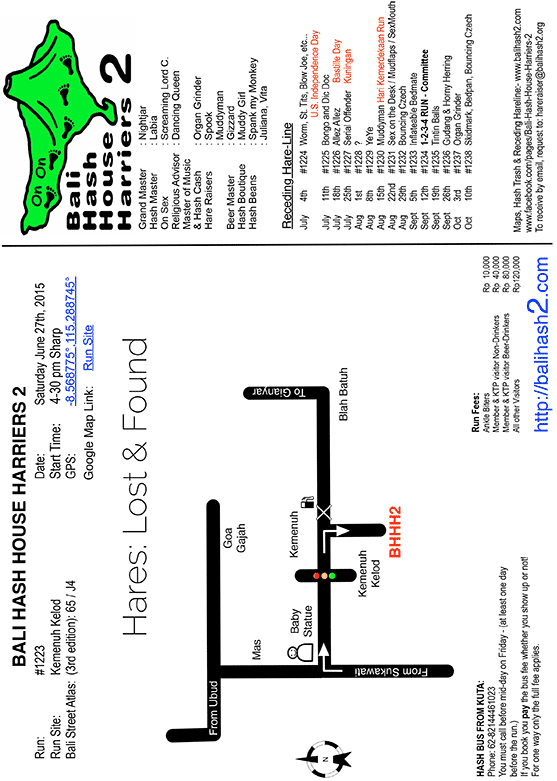 BALI HASH HOUSE HARRIERS 2
Run: #1223
Run Site: Kemenuh Kelod
Bali Street Atlas: (3rd edition): 65 / J4
Date: Saturday June 27th, 2015
Start Time: 4-30 pm Sharp
GPS: -8.568775°,115.288745°
Google Map Link: Run Site
Hares: Lost & Found
From Ubud
Mas
Goa
Gajah
To Gianyar
Blah Batuh
Baby
Statue
Kemenuh
Kemenuh
Kelod
BHHH2
From Sukawati
N
HASH BUS FROM KUTA:
Phone: 62-82144461023
You must call before mid-day on Friday - (at least one day
before the run.)
If you book you pay the bus fee whether you show up or not!
For one way only the full fee applies.
Run Fees:
Ankle Biters Rp 10,000
Member & KTP visitor Non-Drinkers Rp 40,000
Member & KTP visitor Beer-Drinkers Rp 80,000
All other Visitors Rp120,000
http://balihash2.com
On On
Bali
Hash
House
Harriers 2
Grand Master : Nightjar
Hash Master : Labia
On Sex : Screaming Lord C.
Religious Advisor : Dancing Queen
Master of Music
& Hash Cash : Organ Grinder
Hare Raisers : Spook
: Muddyman
Beer Master : Gizzard
Hash Boutique : Muddy Girl
Hash Beans : Spank my Monkey
: Juliana, Vita
Receding Hare-Line
July 4th #1224 Worm, St. Tits, Blow Joe, etc...
U.S. Independence Day
July 11th #1225 Mongo and Dic Doc
July 18th #1226 Allez Allez Bastille Day
July 25th #1227 Serial Offender Kuningan
Aug 1st #1228 ?
Aug 8th #1229 YeYe
Aug 15th #1230 Muddyman Hari Kemerdekaan Run
Aug 22nd #1231 Sex on the Desk / Mudflaps / SexMouth
Aug 29th #1232 Bouncing Czech
Sept 5th #1233 Inflateable Bedmate
Sept 12th #1234 1-2-3-4 RUN - Committee
Sept 19th #1235 Tintin Balls
Sept 26th #1236 Gudang & Horny Herring
Oct 3rd #1237 Organ Grinder
Oct 10th #1238 Skidmark, Bedpan, Bouncing Czech
Maps, Hash Trash & Receding Hareline:- www.balihash2.com
www.facebook.com/pages/Bali-Hash-House-Harriers-2
To receive by email, request to: hareraiser@balihash2.org